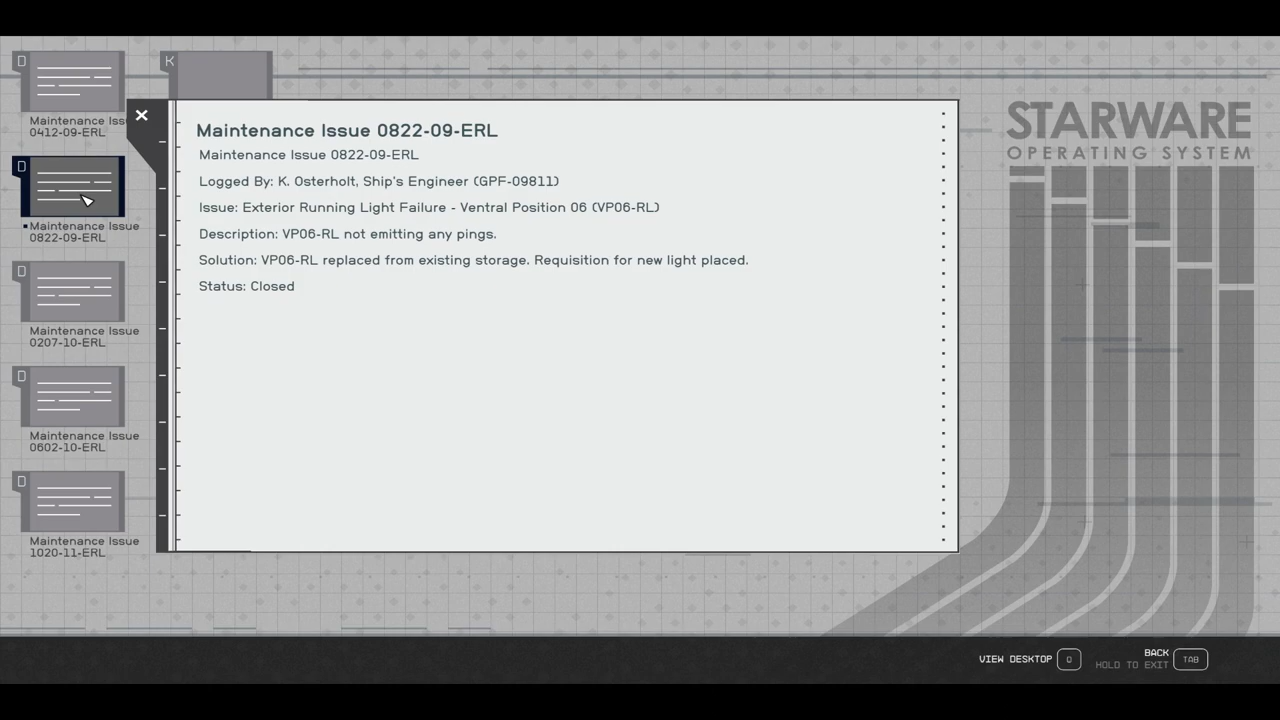 D
Maintenance Iss
0412-09-ERL
D
Maintenance Issue
0822-09-ERL
D
Maintenance Issue
0207-10-ERL
D
Maintenance Issue
0602-10-ERL
D
Maintenance Issue
1020-11-ERL
K
Maintenance Issue 0822-09-ERL
Maintenance Issue 0822-09-ERL
Logged By: K. Osterholt, Ship's Engineer (GPF-09811)
Issue: Exterior Running Light Failure - Ventral Position 06 (VP06-RL)
Description: VP06-RL not emitting any pings.
Solution: VP06-RL replaced from existing storage. Requisition for new light placed.
Status: Closed
STARWARE
OPERATING SYSTEM
VIEW DESKTOP Q
BACK
HOLD TO EXIT TAB